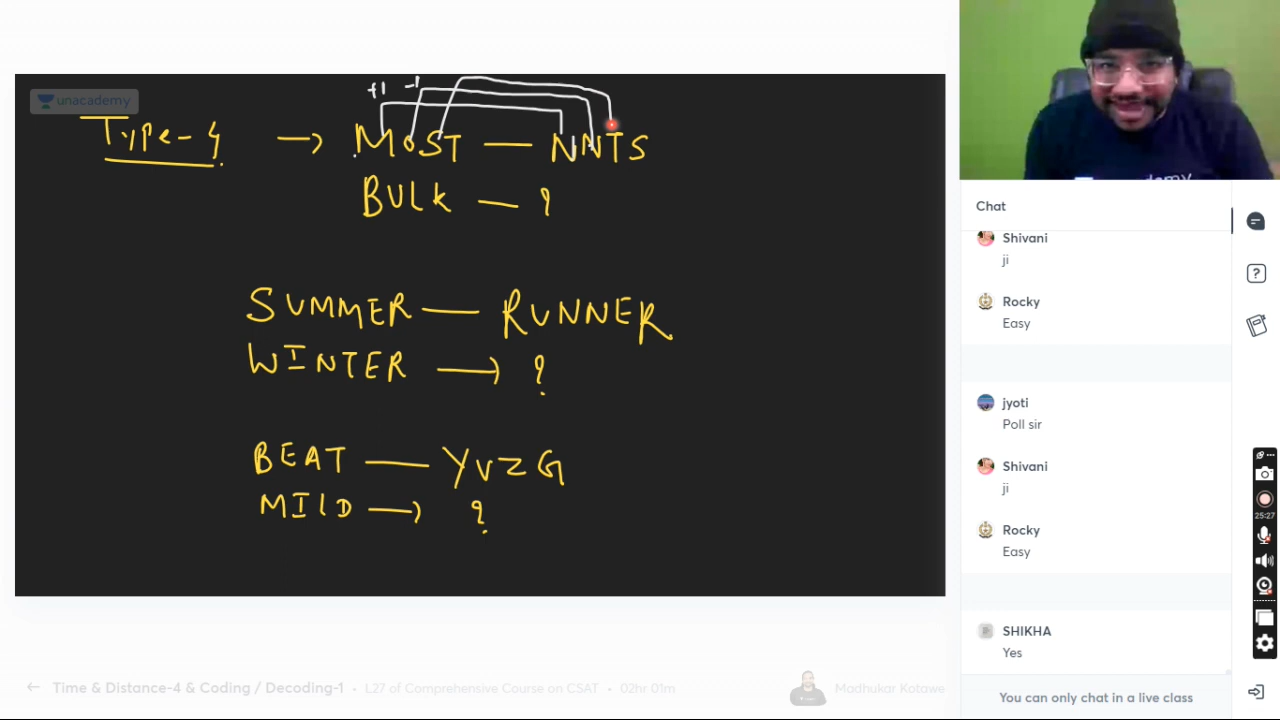 unacademy
+1 -1
Type-4 → MOST — NNTS
BULK — ?
SUMMER — RUNNER
WINTER → ?
BEAT — YVZG
MILD → ?
Chat
Shivani
ji
Rocky
Easy
jyoti
Poll sir
Shivani
ji
Rocky
Easy
SHIKHA
Yes
You can only chat in a live class
25:27
← Time & Distance-4 & Coding / Decoding-1 • L27 of Comprehensive Course on CSAT • 02hr 01m
Madhukar Kotawe